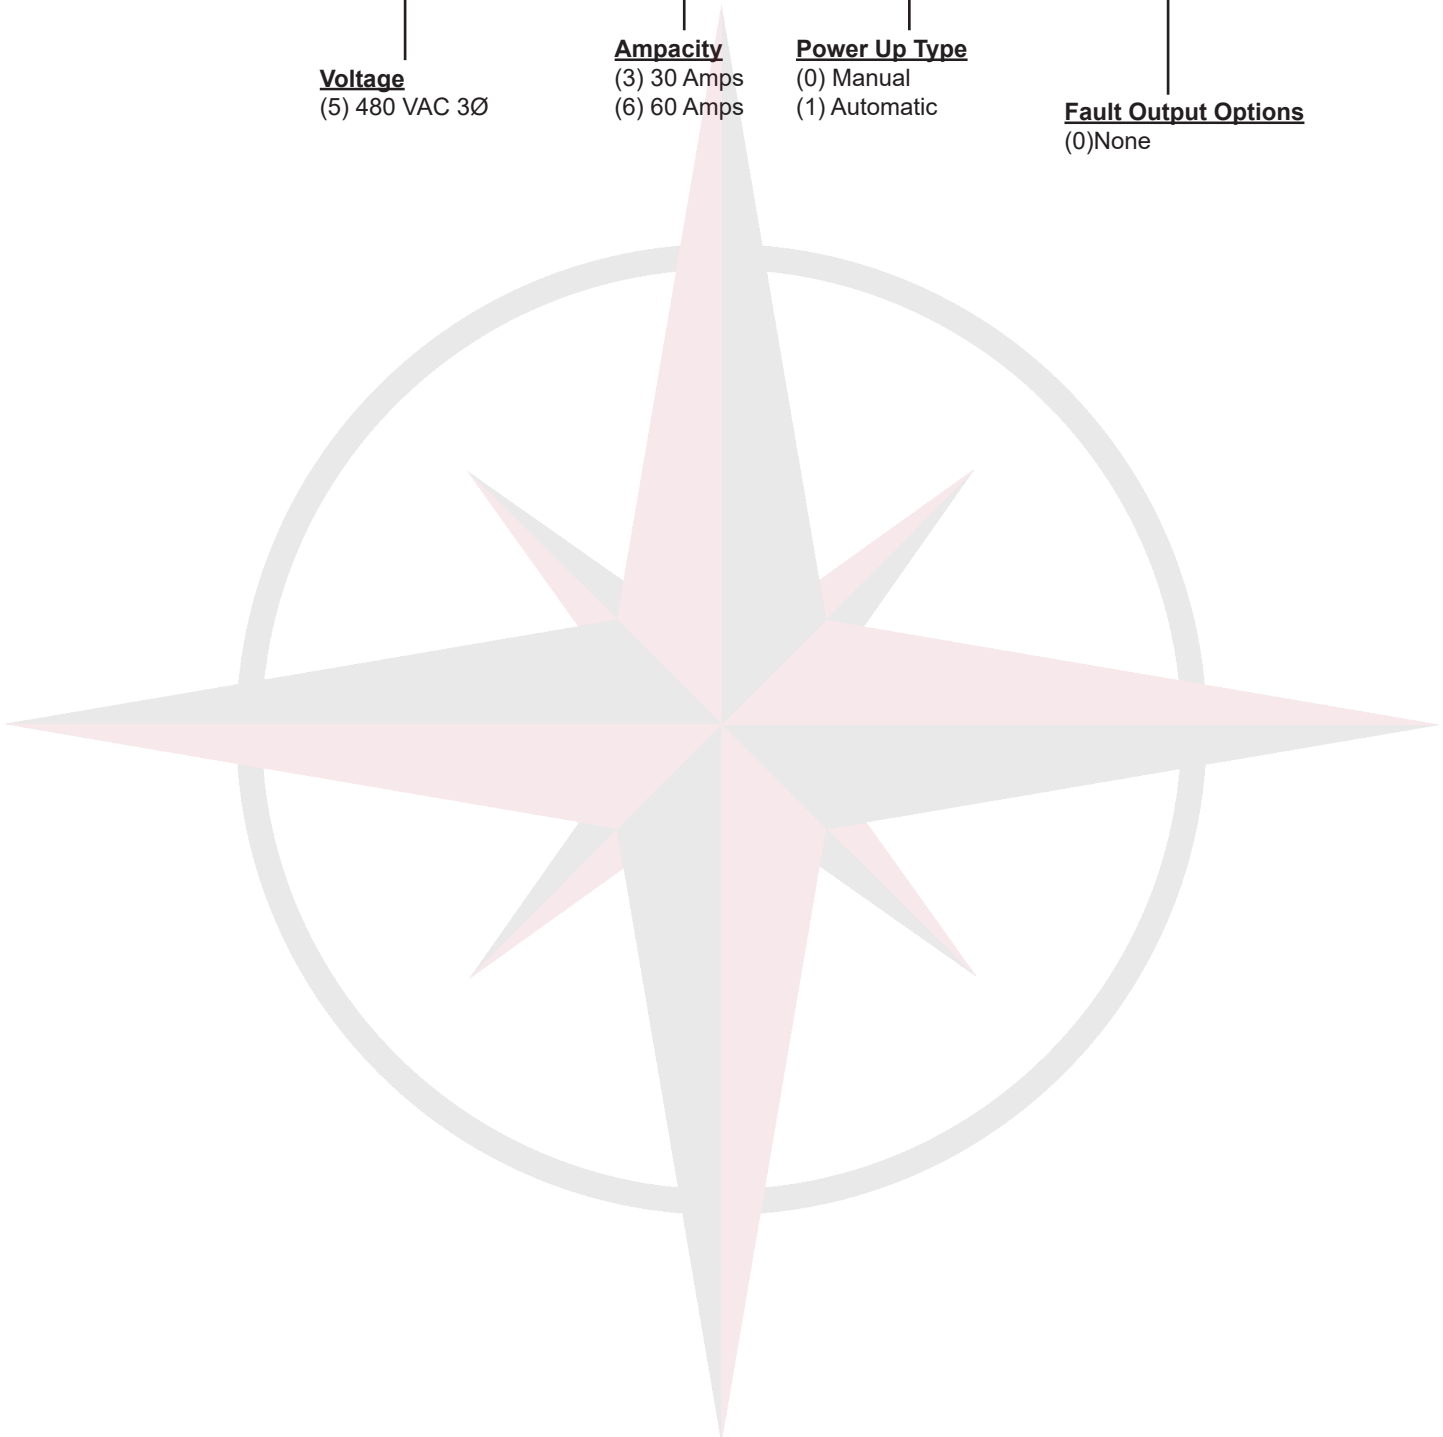 Voltage
(5) 480 VAC 3Ø
Ampacity
(3) 30 Amps
(6) 60 Amps
Power Up Type
(0) Manual
(1) Automatic
Fault Output Options
(0)None